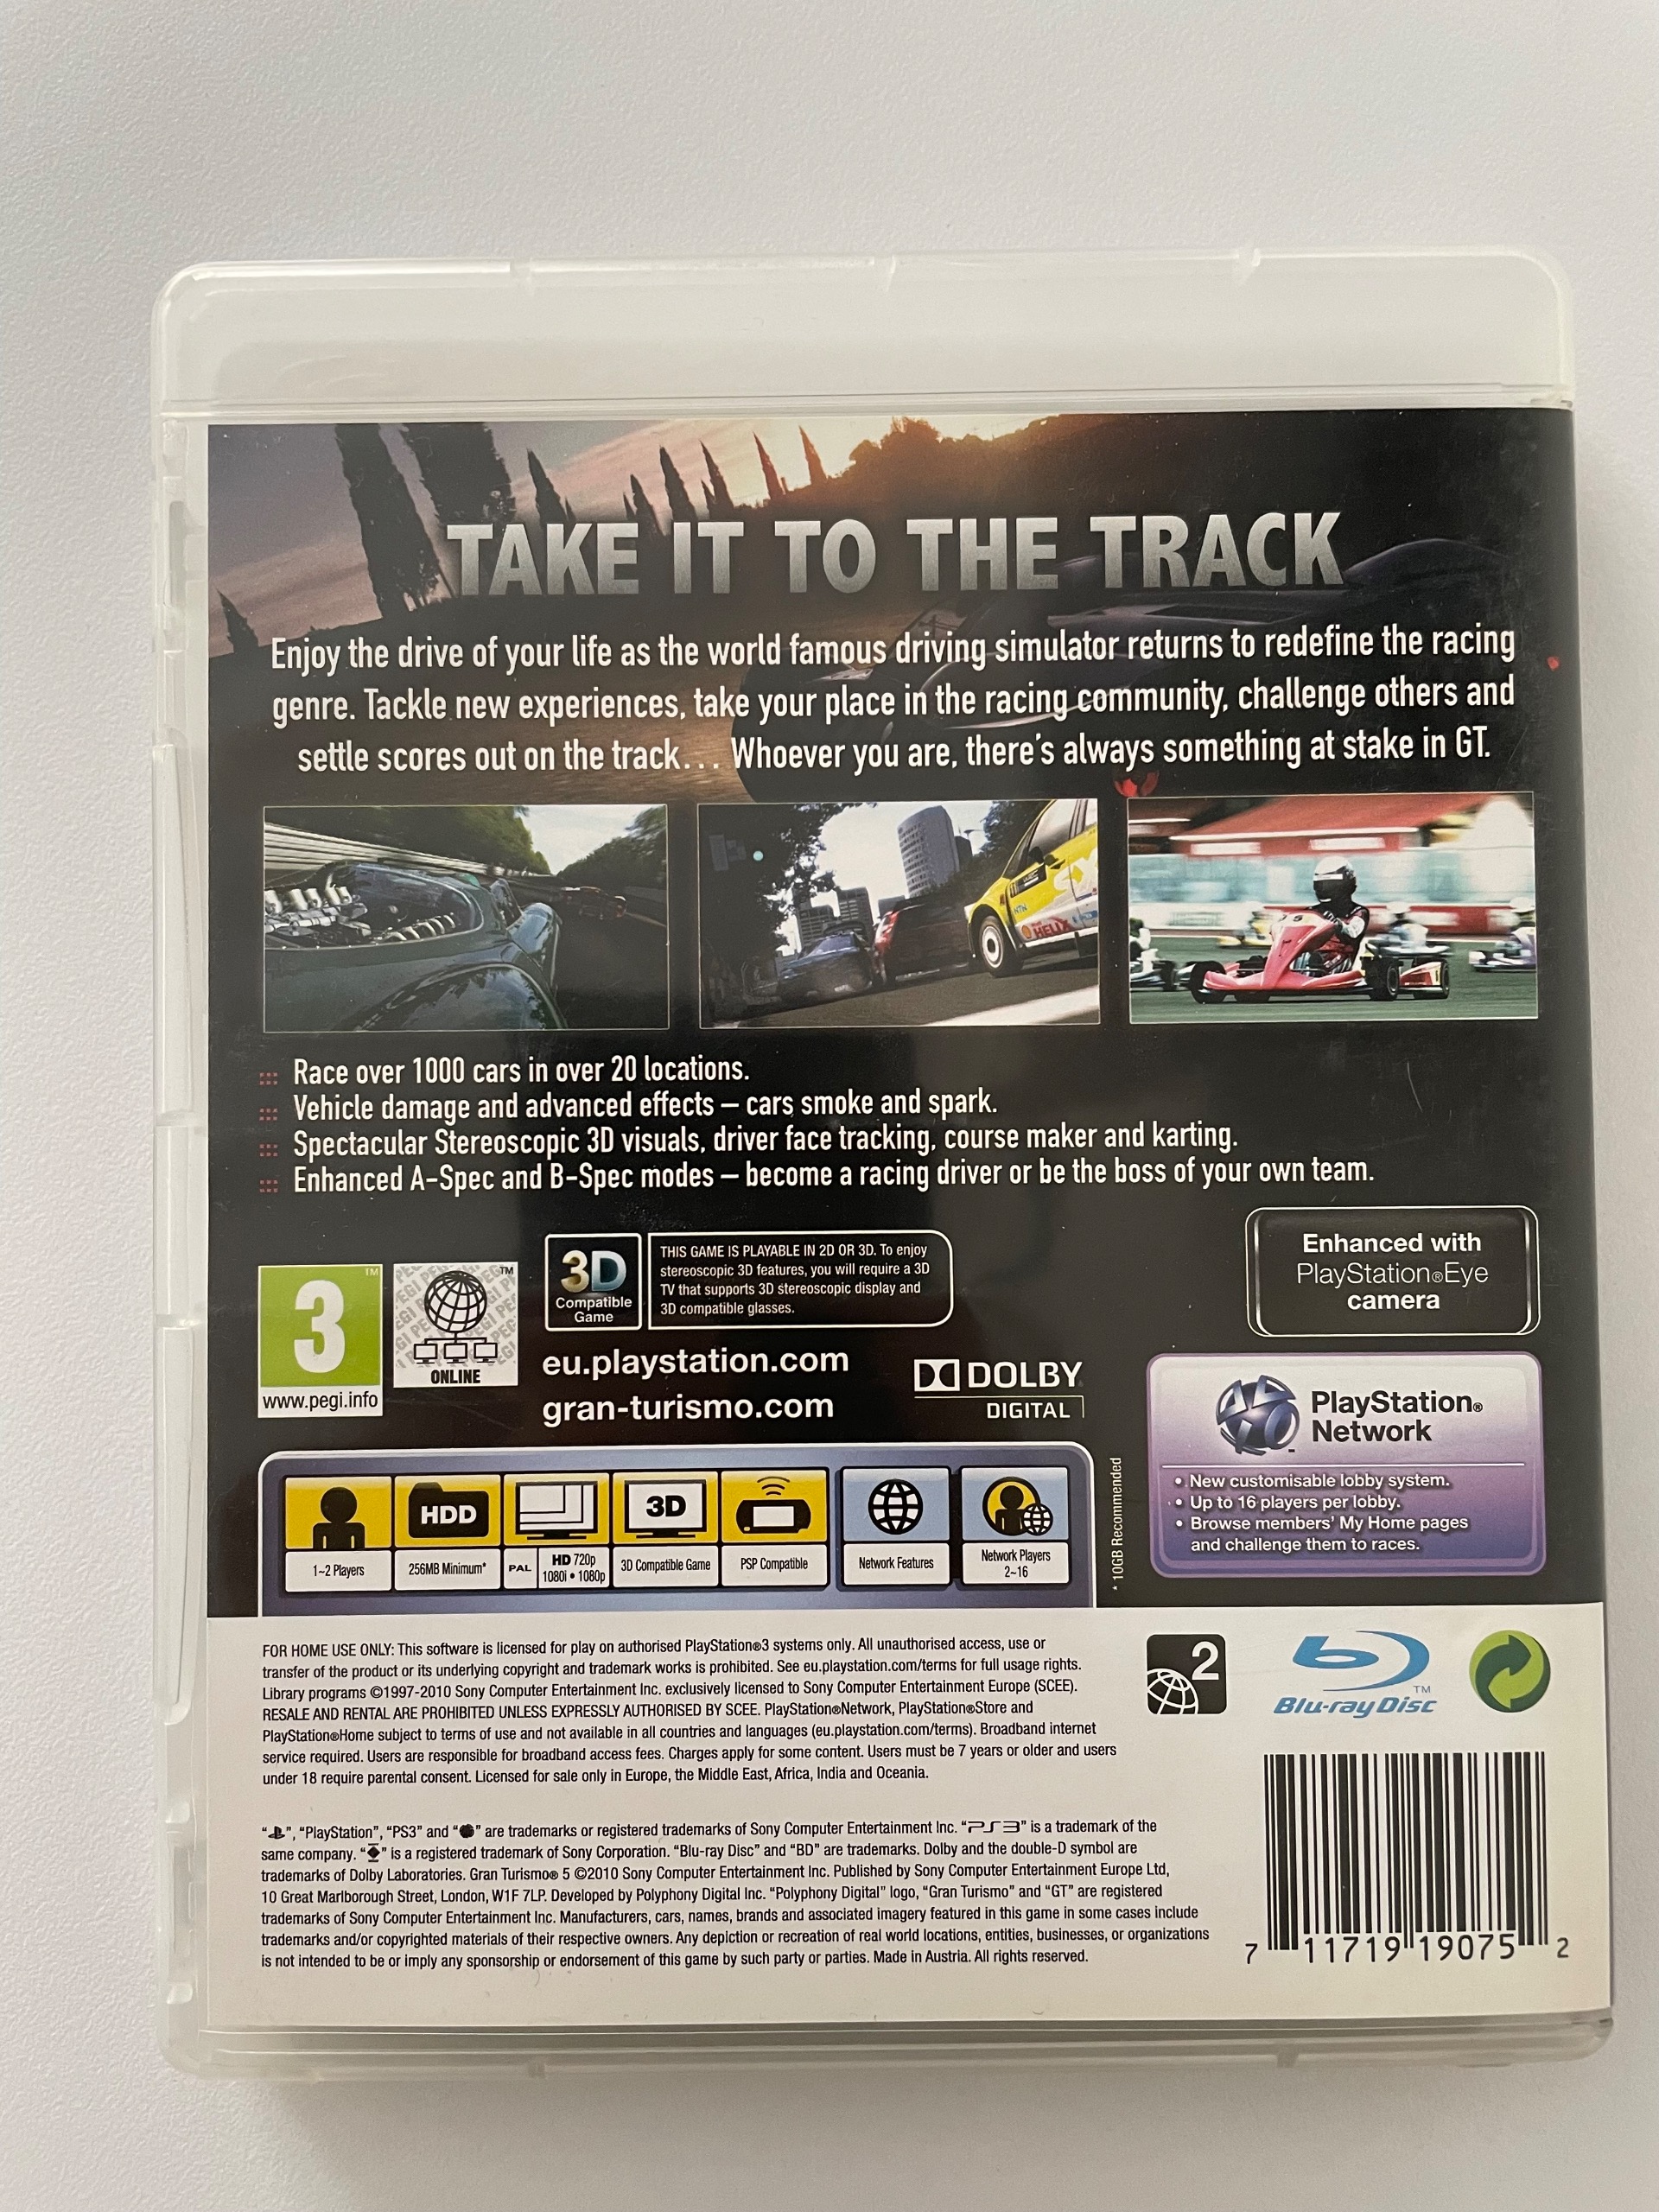 TAKE IT TO THE TRACK
Enjoy the drive of your life as the world famous driving simulator returns to redefine the racing
genre. Tackle new experiences, take your place in the racing community, challenge others and
settle scores out on the track... Whoever you are, there's always something at stake in GT.
HELIX
Race over 1000 cars in over 20 locations.
Vehicle damage and advanced effects – cars smoke and spark.
Spectacular Stereoscopic 3D visuals, driver face tracking, course maker and karting.
Enhanced A-Spec and B-Spec modes – become a racing driver or be the boss of your own team.
3™
www.pegi.info
™
ONLINE
3D
Compatible
Game
THIS GAME IS PLAYABLE IN 2D OR 3D. To enjoy
stereoscopic 3D features, you will require a 3D
TV that supports 3D stereoscopic display and
3D compatible glasses.
Enhanced with
PlayStation®Eye
camera
eu.playstation.com
gran-turismo.com
DOLBY
DIGITAL
PlayStation®
Network
• New customisable lobby system.
• Up to 16 players per lobby.
• Browse members' My Home pages
and challenge them to races.
HDD
3D
1~2 Players
256MB Minimum*
PAL
HD 720p
1080i • 1080p
3D Compatible Game
PSP Compatible
Network Features
Network Players
2~16
* 10GB Recommended
FOR HOME USE ONLY: This software is licensed for play on authorised PlayStation®3 systems only. All unauthorised access, use or
transfer of the product or its underlying copyright and trademark works is prohibited. See eu.playstation.com/terms for full usage rights.
Library programs ©1997-2010 Sony Computer Entertainment Inc. exclusively licensed to Sony Computer Entertainment Europe (SCEE).
RESALE AND RENTAL ARE PROHIBITED UNLESS EXPRESSLY AUTHORISED BY SCEE. PlayStation®Network, PlayStation®Store and
PlayStation®Home subject to terms of use and not available in all countries and languages (eu.playstation.com/terms). Broadband internet
service required. Users are responsible for broadband access fees. Charges apply for some content. Users must be 7 years or older and users
under 18 require parental consent. Licensed for sale only in Europe, the Middle East, Africa, India and Oceania.
2
Blu-ray Disc™
"", "PlayStation", "PS3" and "" are trademarks or registered trademarks of Sony Computer Entertainment Inc. "PS3" is a trademark of the
same company. "" is a registered trademark of Sony Corporation. "Blu-ray Disc" and "BD" are trademarks. Dolby and the double-D symbol are
trademarks of Dolby Laboratories. Gran Turismo® 5 ©2010 Sony Computer Entertainment Inc. Published by Sony Computer Entertainment Europe Ltd,
10 Great Marlborough Street, London, W1F 7LP. Developed by Polyphony Digital Inc. "Polyphony Digital" logo, "Gran Turismo" and "GT" are registered
trademarks of Sony Computer Entertainment Inc. Manufacturers, cars, names, brands and associated imagery featured in this game in some cases include
trademarks and/or copyrighted materials of their respective owners. Any depiction or recreation of real world locations, entities, businesses, or organizations
is not intended to be or imply any sponsorship or endorsement of this game by such party or parties. Made in Austria. All rights reserved.
7 11719 19075 2